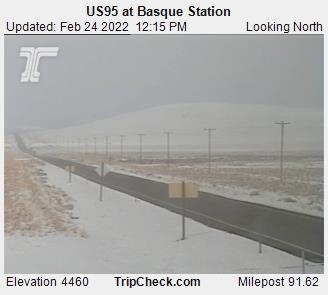 US95 at Basque Station
Updated: Feb 24 2022 12:15 PM Looking North
Elevation 4460 TripCheck.com Milepost 91.62